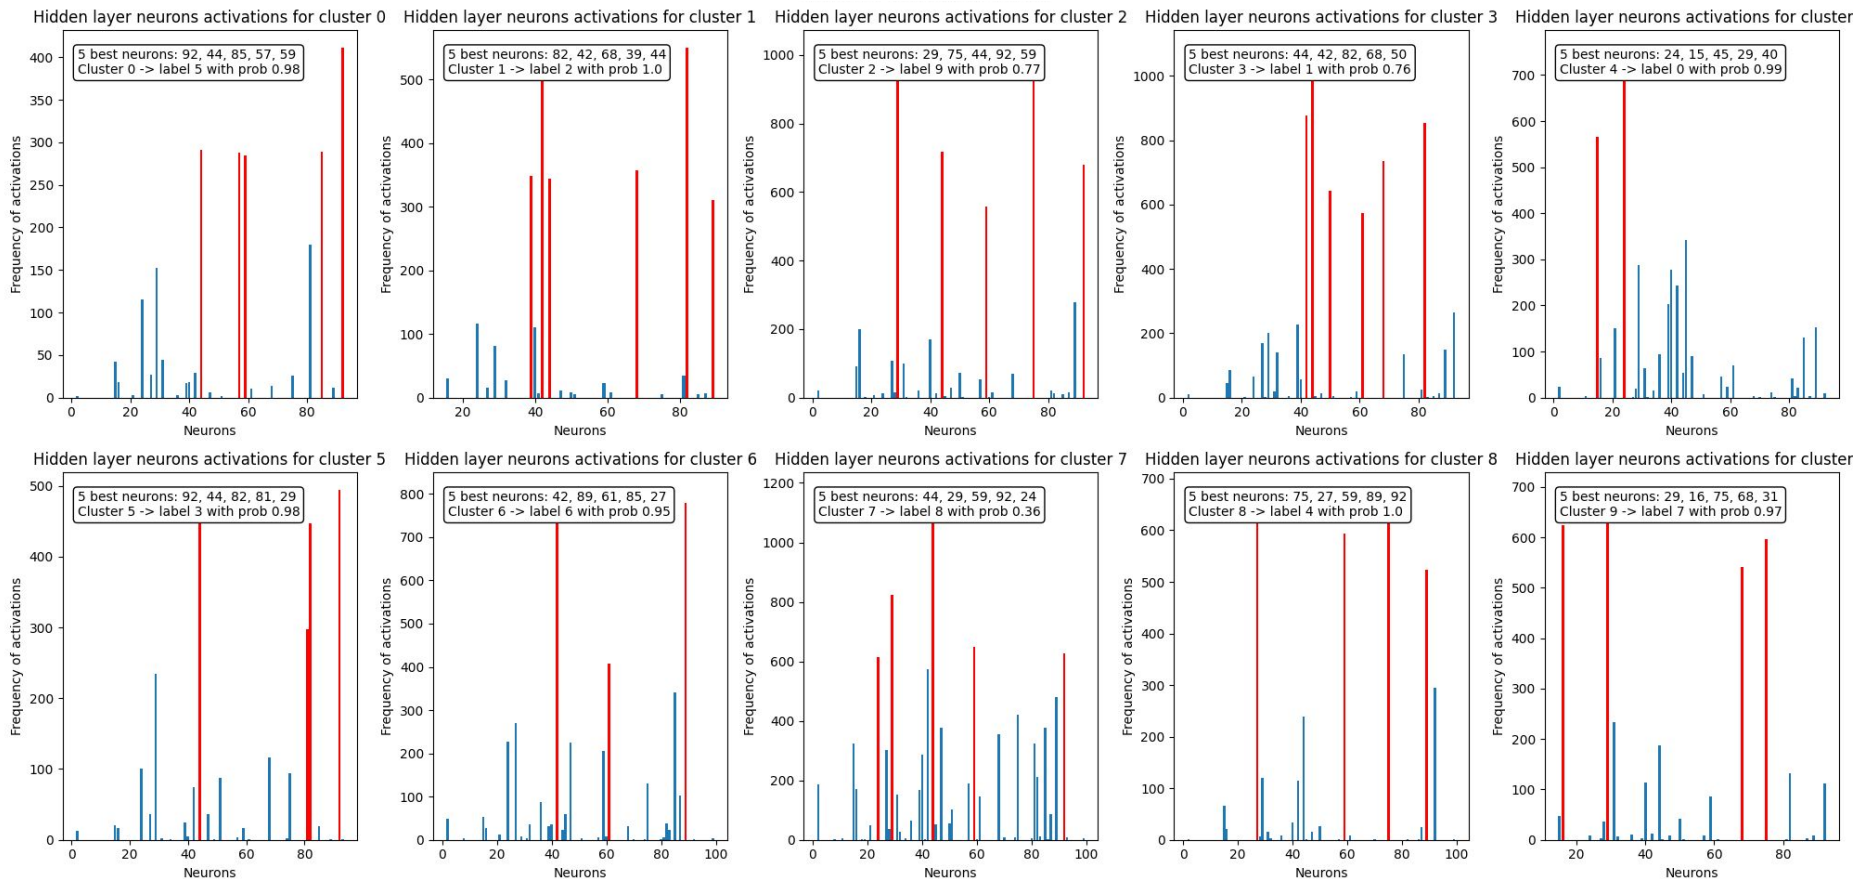 Hidden layer neurons activations for cluster 0
5 best neurons: 92, 44, 85, 57, 59
Cluster 0 -> label 5 with prob 0.98
Frequency of activations
400
350
300
250
200
150
100
50
0
0 20 40 60 80
Neurons
Hidden layer neurons activations for cluster 1
5 best neurons: 82, 42, 68, 39, 44
Cluster 1 -> label 2 with prob 1.0
Frequency of activations
500
400
300
200
100
0
20 40 60 80
Neurons
Hidden layer neurons activations for cluster 2
5 best neurons: 29, 75, 44, 92, 59
Cluster 2 -> label 9 with prob 0.77
Frequency of activations
1000
800
600
400
200
0
0 20 40 60 80
Neurons
Hidden layer neurons activations for cluster 3
5 best neurons: 44, 42, 82, 68, 50
Cluster 3 -> label 1 with prob 0.76
Frequency of activations
1000
800
600
400
200
0
0 20 40 60 80
Neurons
Hidden layer neurons activations for cluster
5 best neurons: 24, 15, 45, 29, 40
Cluster 4 -> label 0 with prob 0.99
Frequency of activations
700
600
500
400
300
200
100
0
0 20 40 60 80
Neurons
Hidden layer neurons activations for cluster 5
5 best neurons: 92, 44, 82, 81, 29
Cluster 5 -> label 3 with prob 0.98
Frequency of activations
500
400
300
200
100
0
0 20 40 60 80
Neurons
Hidden layer neurons activations for cluster 6
5 best neurons: 42, 89, 61, 85, 27
Cluster 6 -> label 6 with prob 0.95
Frequency of activations
800
700
600
500
400
300
200
100
0
0 20 40 60 80 100
Neurons
Hidden layer neurons activations for cluster 7
5 best neurons: 44, 29, 59, 92, 24
Cluster 7 -> label 8 with prob 0.36
Frequency of activations
1200
1000
800
600
400
200
0
0 20 40 60 80 100
Neurons
Hidden layer neurons activations for cluster 8
5 best neurons: 75, 27, 59, 89, 92
Cluster 8 -> label 4 with prob 1.0
Frequency of activations
700
600
500
400
300
200
100
0
0 20 40 60 80 100
Neurons
Hidden layer neurons activations for cluster
5 best neurons: 29, 16, 75, 68, 31
Cluster 9 -> label 7 with prob 0.97
Frequency of activations
700
600
500
400
300
200
100
0
20 40 60 80
Neurons